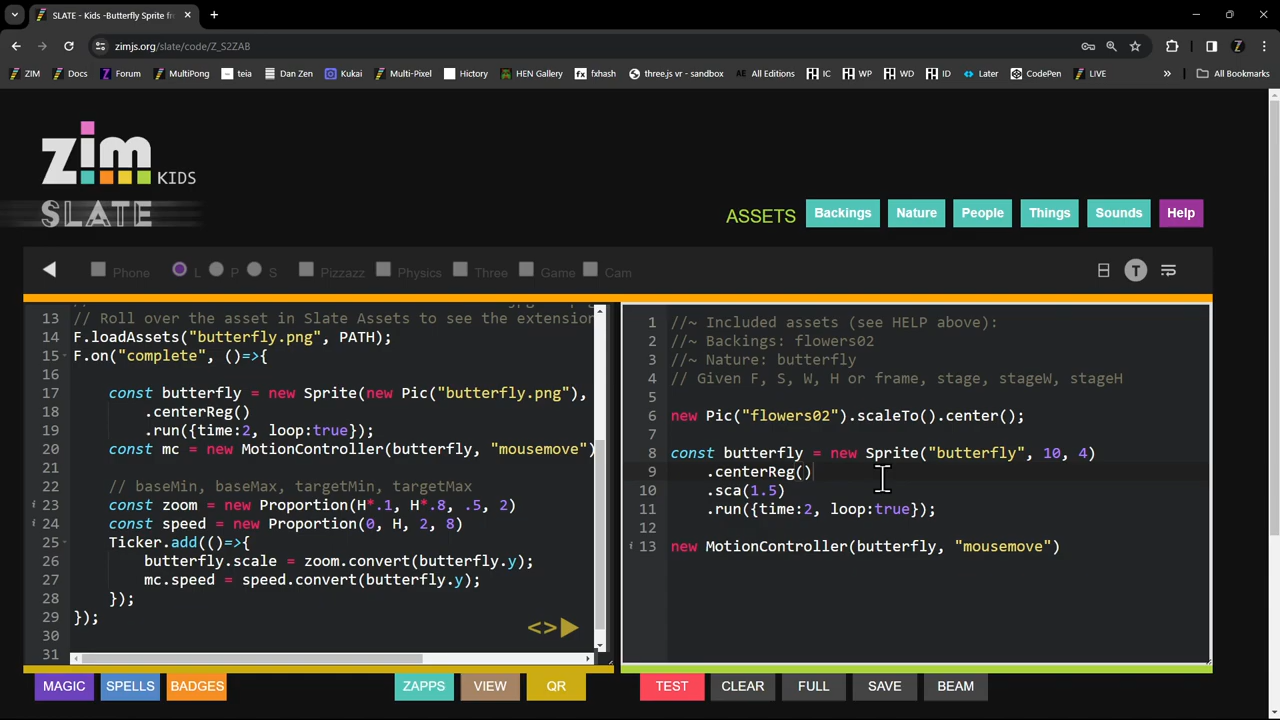 SLATE - Kids -Butterfly Sprite fr
zimjs.org/slate/code/Z_S2ZAB
ZIM Docs Forum MultiPong teia Dan Zen Kukai Multi-Pixel Hictory HEN Gallery fxhash three.js vr - sandbox All Editions IC WP WD ID Later CodePen LIVE » All Bookmarks
zim KIDS
SLATE
ASSETS Backings Nature People Things Sounds Help
Phone L P S Pizzazz Physics Three Game Cam T
13 // Roll over the asset in Slate Assets to see the extension
14 F.loadAssets("butterfly.png", PATH);
15 F.on("complete", ()=>{
16
17 const butterfly = new Sprite(new Pic("butterfly.png"),
18 .centerReg()
19 .run({time:2, loop:true});
20 const mc = new MotionController(butterfly, "mousemove")
21
22 // baseMin, baseMax, targetMin, targetMax
23 const zoom = new Proportion(H*.1, H*.8, .5, 2)
24 const speed = new Proportion(0, H, 2, 8)
25 Ticker.add(()=>{
26 butterfly.scale = zoom.convert(butterfly.y);
27 mc.speed = speed.convert(butterfly.y);
28 });
29 });
30
31
<>
1 //~ Included assets (see HELP above):
2 //~ Backings: flowers02
3 //~ Nature: butterfly
4 // Given F, S, W, H or frame, stage, stageW, stageH
5
6 new Pic("flowers02").scaleTo().center();
7
8 const butterfly = new Sprite("butterfly", 10, 4)
9 .centerReg()
10 .sca(1.5)
11 .run({time:2, loop:true});
12
13 new MotionController(butterfly, "mousemove")
MAGIC SPELLS BADGES ZAPPS VIEW QR TEST CLEAR FULL SAVE BEAM